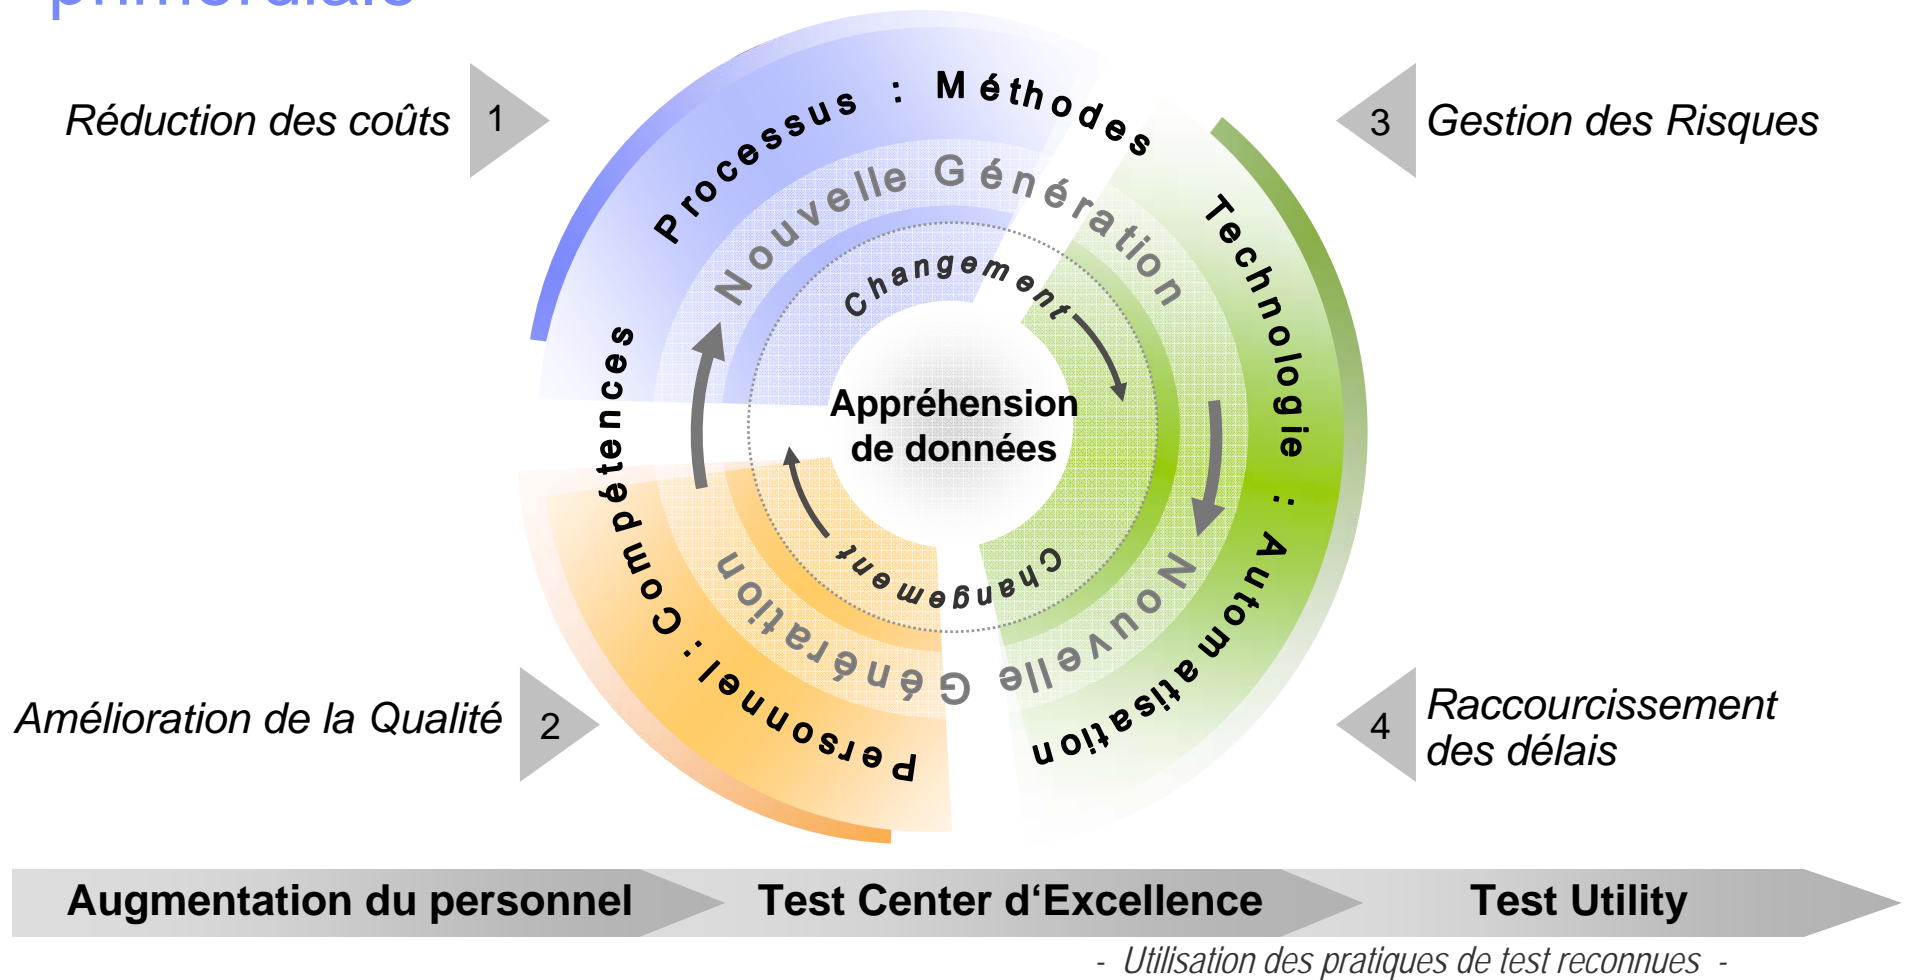 primordiale
Réduction des coûts
1
3
Gestion des Risques
Processus : Méthodes
Nouvelle Génération
Changement
Technologie : Automatisation
Nouvelle Génération
Changement
Personnel : Compétences
Appréhension
de données
Amélioration de la Qualité
2
4
Raccourcissement
des délais
Augmentation du personnel
Test Center d‘Excellence
Test Utility
- Utilisation des pratiques de test reconnues -